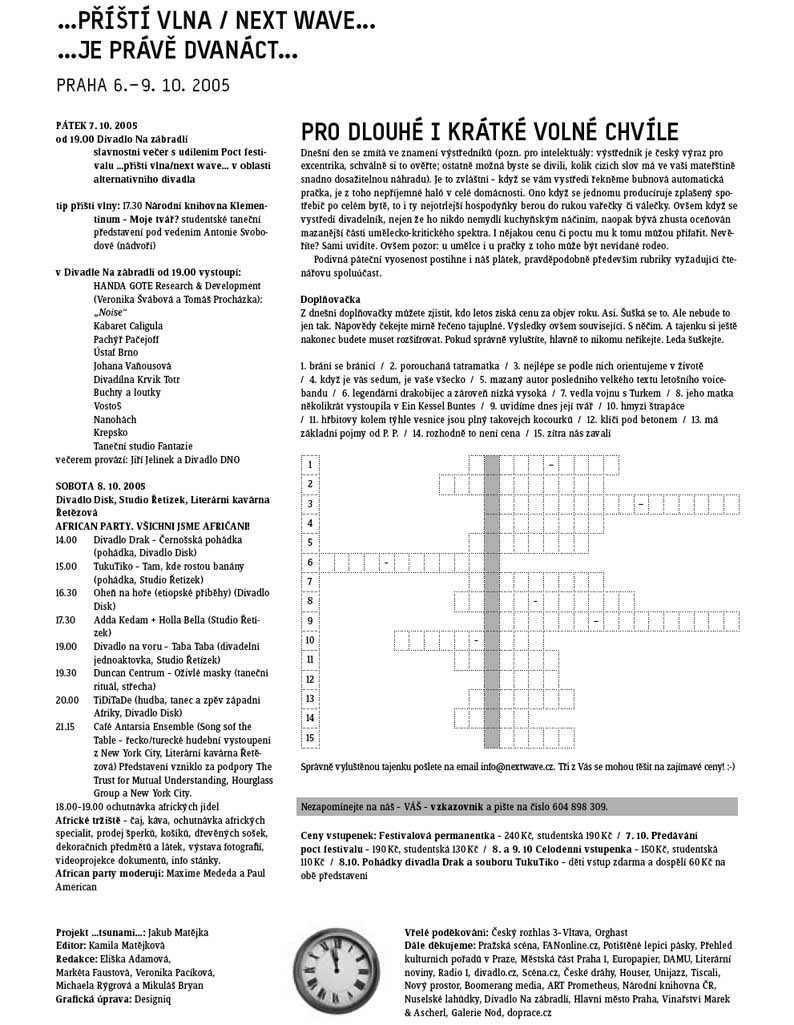 ...PŘÍŠTÍ VLNA / NEXT WAVE...
...JE PRÁVĚ DVANÁCT...
PRAHA 6.–9. 10. 2005
PÁTEK 7. 10. 2005
od 19.00 Divadlo Na zábradlí
slavnostní večer s udílením Poct festi-
valu ...příští vlna/next wave... v oblasti
alternativního divadla
tip příští vlny: 17.30 Národní knihovna Klemen-
tinum – Moje tvář? studentské taneční
představení pod vedením Antonie Svobo-
dové (nádvoří)
v Divadle Na zábradlí od 19.00 vystoupí:
HANDA GOTE Research & Development
(Veronika Švábová a Tomáš Procházka):
„Noise"
Kabaret Caligula
Pachýř Pačejoff
Ústaf Brno
Johana Vaňousová
Divadílna Krvik Totr
Buchty a loutky
Vosto5
Nanohách
Krepsko
Taneční studio Fantazie
večerem provází: Jiří Jelínek a Divadlo DNO
SOBOTA 8. 10. 2005
Divadlo Disk, Studio Řetízek, Literární kavárna
Řetězová
AFRICAN PARTY. VŠICHNI JSME AFRIČANI!
14.00 Divadlo Drak – Černošská pohádka
(pohádka, Divadlo Disk)
15.00 TukuTiko – Tam, kde rostou banány
(pohádka, Studio Řetízek)
16.30 Oheň na hoře (etiopské příběhy) (Divadlo
Disk)
17.30 Adda Kedam + Holla Bella (Studio Řetí-
zek)
19.00 Divadlo na voru – Taba Taba (divadelní
jednoaktovka, Studio Řetízek)
19.30 Duncan Centrum – Oživlé masky (taneční
rituál, střecha)
20.00 TiDiTaDe (hudba, tanec a zpěv západní
Afriky, Divadlo Disk)
21.15 Café Antarsia Ensemble (Song sof the
Table – řecko/turecké hudební vystoupení
z New York City, Literární kavárna Řetě-
zová) Představení vzniklo za podpory The
Trust for Mutual Understanding, Hourglass
Group a New York City.
18.00–19.00 ochutnávka afrických jídel
Africké tržiště – čaj, káva, ochutnávka afrických
specialit, prodej šperků, košíků, dřevěných sošek,
dekoračních předmětů a látek, výstava fotografií,
videoprojekce dokumentů, info stánky.
African party moderují: Maxime Mededa a Paul
American
PRO DLOUHÉ I KRÁTKÉ VOLNÉ CHVÍLE
Dnešní den se zmítá ve znamení výstředníků (pozn. pro intelektuály: výstředník je český výraz pro
excentrika, schválně si to ověřte; ostatně možná byste se divili, kolik cizích slov má ve vaší mateřštině
snadno dosažitelnou náhradu). Je to zvláštní – když se vám vystředí řekněme bubnová automatická
pračka, je z toho nepříjemné haló v celé domácnosti. Ono když se jednomu producíruje zplašený spo-
třebič po celém bytě, to i ty nejotrlejší hospodyňky berou do rukou vařečky či válečky. Ovšem když se
vystředí divadelník, nejen že ho nikdo nemydlí kuchyňským náčiním, naopak bývá zhusta oceňován
mazanější částí umělecko-kritického spektra. I nějakou cenu či poctu mu k tomu můžou přifařit. Nevě-
říte? Sami uvidíte. Ovšem pozor: u umělce i u pračky z toho může být nevídané rodeo.
Podivná páteční vyosenost postihne i náš plátek, pravděpodobně především rubriky vyžadující čte-
nářovu spoluúčast.
Doplňovačka
Z dnešní doplňovačky můžete zjistit, kdo letos získá cenu za objev roku. Asi. Šušká se to. Ale nebude to
jen tak. Nápovědy čekejte mírně řečeno tajuplné. Výsledky ovšem související. S něčím. A tajenku si ještě
nakonec budete muset rozšifrovat. Pokud správně vyluštíte, hlavně to nikomu neříkejte. Leda šuškejte.
1. brání se bránicí / 2. porouchaná tatramatka / 3. nejlépe se podle nich orientujeme v životě
/ 4. když je vás sedum, je vaše všecko / 5. mazaný autor posledního velkého textu letošního voice-
bandu / 6. legendární drakobijec a zároveň nízká vysoká / 7. vedla vojnu s Turkem / 8. jeho matka
několikrát vystoupila v Ein Kessel Buntes / 9. uvidíme dnes její tvář / 10. hmyzí štrapáce
/ 11. hřbitovy kolem týhle vesnice jsou plný takovejch kocourků / 12. klíčí pod betonem / 13. má
základní pojmy od P. P. / 14. rozhodně to není cena / 15. zítra nás zavalí
1 –
2
3 –
4
5
6 –
7
8 –
9 –
10 –
11
12
13
14
15
Správně vyluštěnou tajenku pošlete na email info@nextwave.cz. Tři z Vás se mohou těšit na zajímavé ceny! :-)
Nezapomínejte na náš – VÁŠ – vzkazovník a pište na číslo 604 898 309.
Ceny vstupenek: Festivalová permanentka – 240 Kč, studentská 190 Kč / 7. 10. Předávání
poct festivalu – 190 Kč, studentská 130 Kč / 8. a 9. 10 Celodenní vstupenka – 150 Kč, studentská
110 Kč / 8.10. Pohádky divadla Drak a souboru TukuTiko – děti vstup zdarma a dospělí 60 Kč na
obě představení
Projekt ...tsunami...: Jakub Matějka
Editor: Kamila Matějková
Redakce: Eliška Adamová,
Markéta Faustová, Veronika Pacíková,
Michaela Rýgrová a Mikuláš Bryan
Grafická úprava: Designiq
Vřelé poděkování: Český rozhlas 3–Vltava, Orghast
Dále děkujeme: Pražská scéna, FANonline.cz, Potištěné lepící pásky, Přehled
kulturních pořadů v Praze, Městská část Praha 1, Europapier, DAMU, Literární
noviny, Radio 1, divadlo.cz, Scéna.cz, České dráhy, Houser, Unijazz, Tiscali,
Nový prostor, Boomerang media, ART Prometheus, Národní knihovna ČR,
Nuselské lahůdky, Divadlo Na zábradlí, Hlavní město Praha, Vinařství Marek
& Ascherl, Galerie Nod, doprace.cz